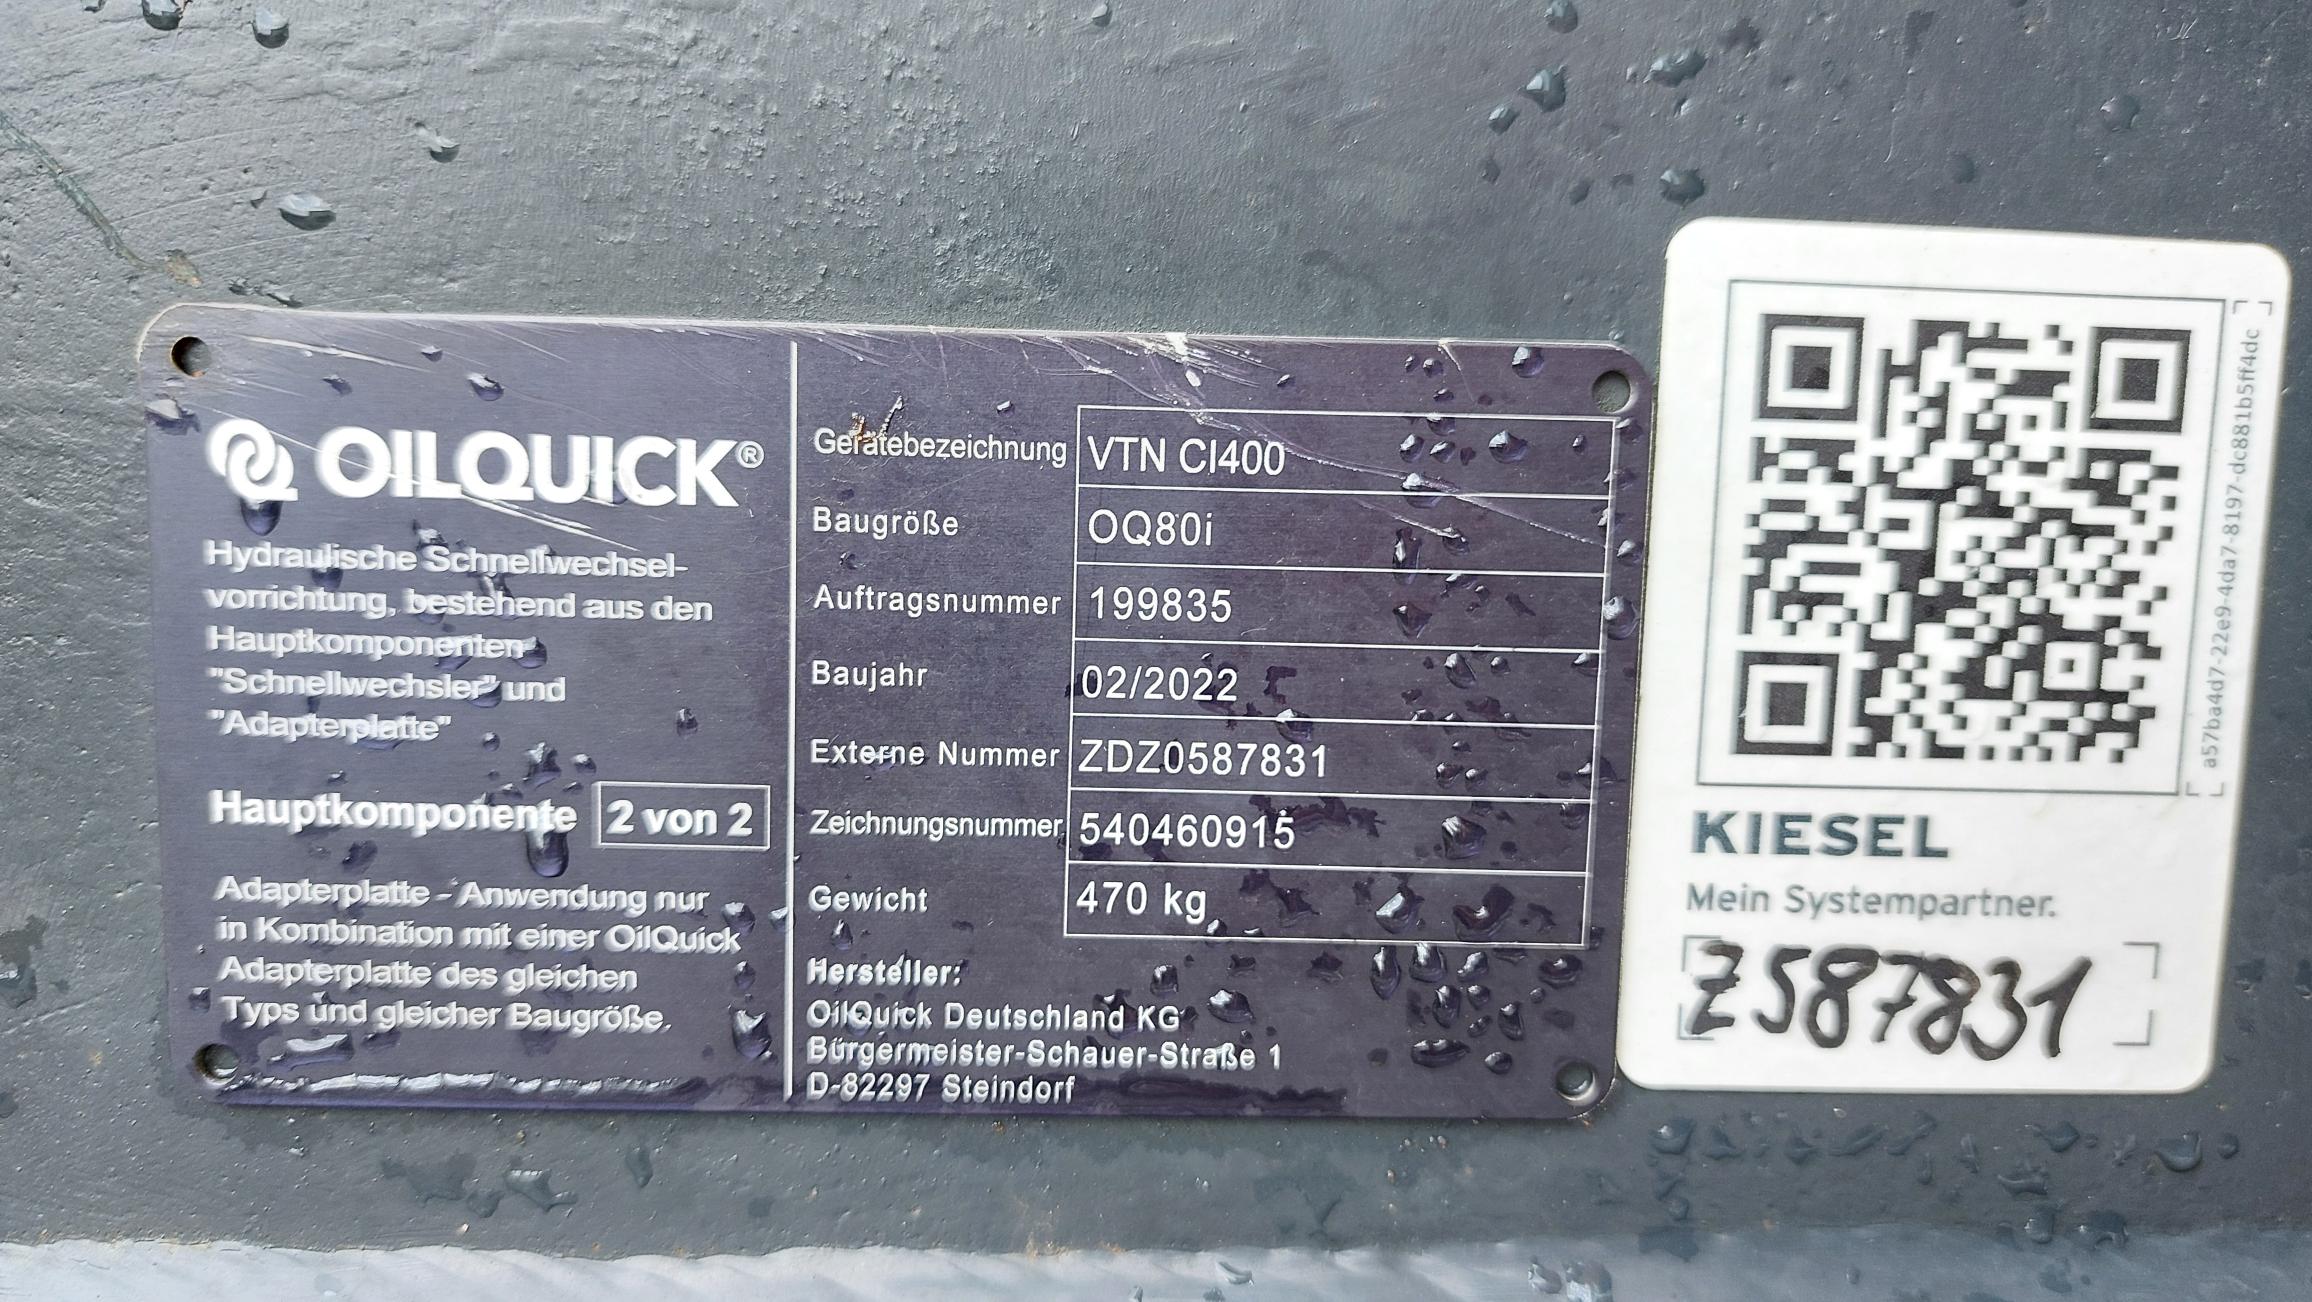 OILQUICK®
Hydraulische Schnellwechsel-
vorrichtung, bestehend aus den
Hauptkomponenten
"Schnellwechsler" und
"Adapterplatte"
Hauptkomponente 2 von 2
Adapterplatte - Anwendung nur
in Kombination mit einer OilQuick
Adapterplatte des gleichen
Typs und gleicher Baugröße.
Gerätebezeichnung VTN CI400
Baugröße OQ80i
Auftragsnummer 199835
Baujahr 02/2022
Externe Nummer ZDZ0587831
Zeichnungsnummer 540460915
Gewicht 470 kg
Hersteller:
OilQuick Deutschland KG
Bürgermeister-Schauer-Straße 1
D-82297 Steindorf
a57ba4d7-22e9-4da7-8197-dc881b5ff4dc
KIESEL
Mein Systempartner.
Z587831